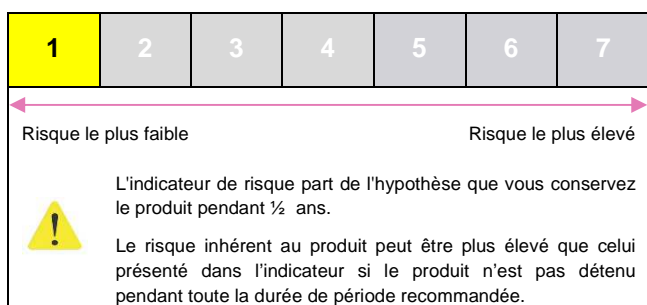 1 2 3 4 5 6 7
Risque le plus faible Risque le plus élevé
L'indicateur de risque part de l'hypothèse que vous conservez
le produit pendant ½ ans.
Le risque inhérent au produit peut être plus élevé que celui
présenté dans l’indicateur si le produit n’est pas détenu
pendant toute la durée de période recommandée.